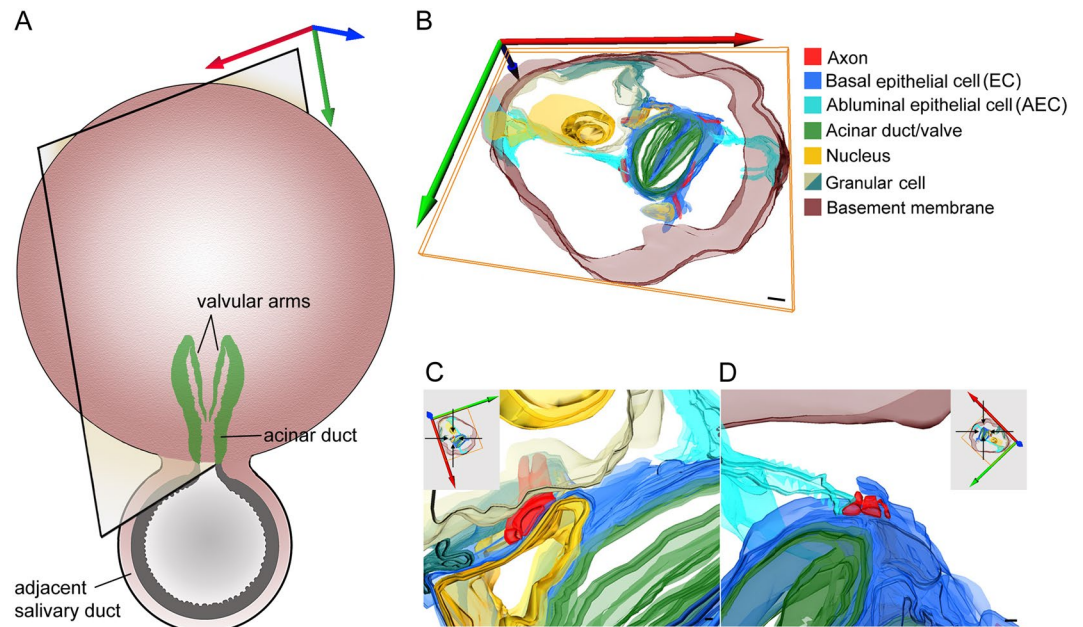 A
B
Axon
Basal epithelial cell (EC)
Abluminal epithelial cell (AEC)
Acinar duct/valve
Nucleus
Granular cell
Basement membrane
valvular arms
acinar duct
adjacent
salivary duct
C
D